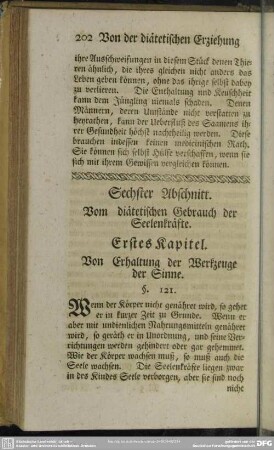 202 Von der diätetischen Erziehung
ihre Ausschweifungen in diesem Stück denen Thie-
ren ähnlich, die ihres gleichen nicht anders das
Leben geben können, ohne das ihrige selbst dabey
zu verlieren. Die Enthaltung und Keuschheit
kann dem Jüngling niemals schaden. Denen
Männern, deren Umstände nicht verstatten zu
heyrathen, kann der Ueberfluß des Saamens ih-
rer Gesundheit höchst nachtheilig werden. Diese
brauchen indessen keinen medicinischen Rath.
Sie können sich selbst Hülfe verschaffen, wenn sie
sich mit ihrem Gewissen vergleichen können.
Sechster Abschnitt.
Vom diätetischen Gebrauch der
Seelenkräfte.
Erstes Kapitel.
Von Erhaltung der Werkzeuge
der Sinne.
§. 121.
Wenn der Körper nicht genähret wird, so gehet
er in kurzer Zeit zu Grunde. Wenn er
aber mit undienlichen Nahrungsmitteln genähret
wird, so geräth er in Unordnung, und seine Ver-
richtungen werden gehindert oder gar gehemmet.
Wie der Körper wachsen muß, so muß auch die
Seele wachsen. Die Seelenkräfte liegen zwar
in des Kindes Seele verborgen, aber sie sind noch
nicht
DFG